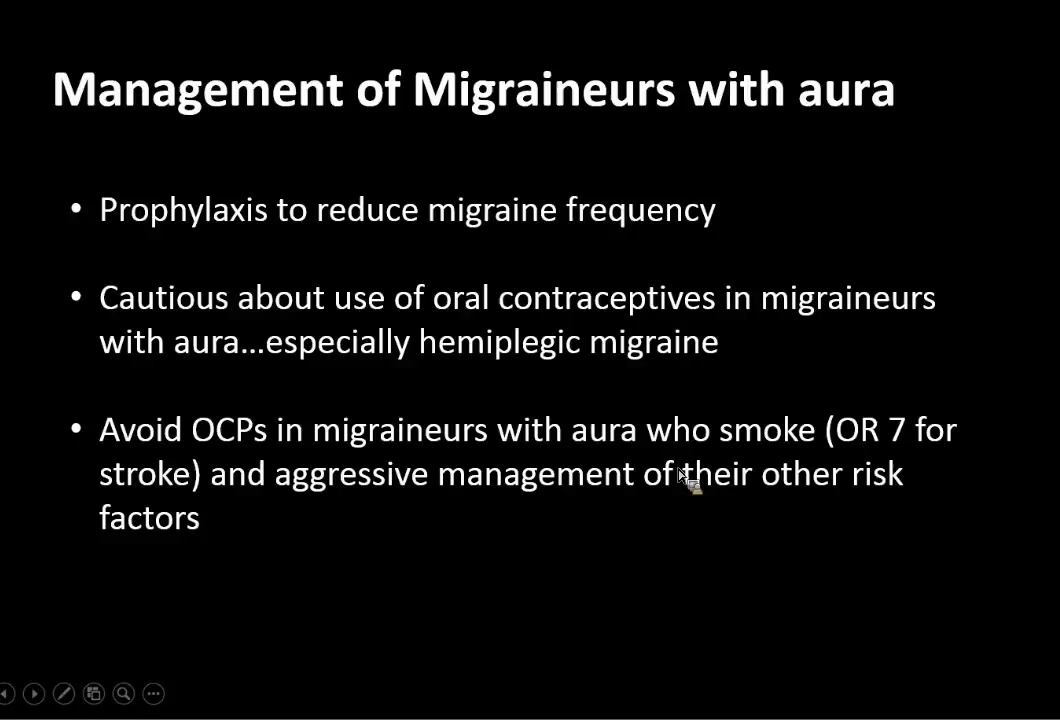 Management of Migraineurs with aura
• Prophylaxis to reduce migraine frequency
• Cautious about use of oral contraceptives in migraineurs
with aura...especially hemiplegic migraine
• Avoid OCPs in migraineurs with aura who smoke (OR 7 for
stroke) and aggressive management of their other risk
factors